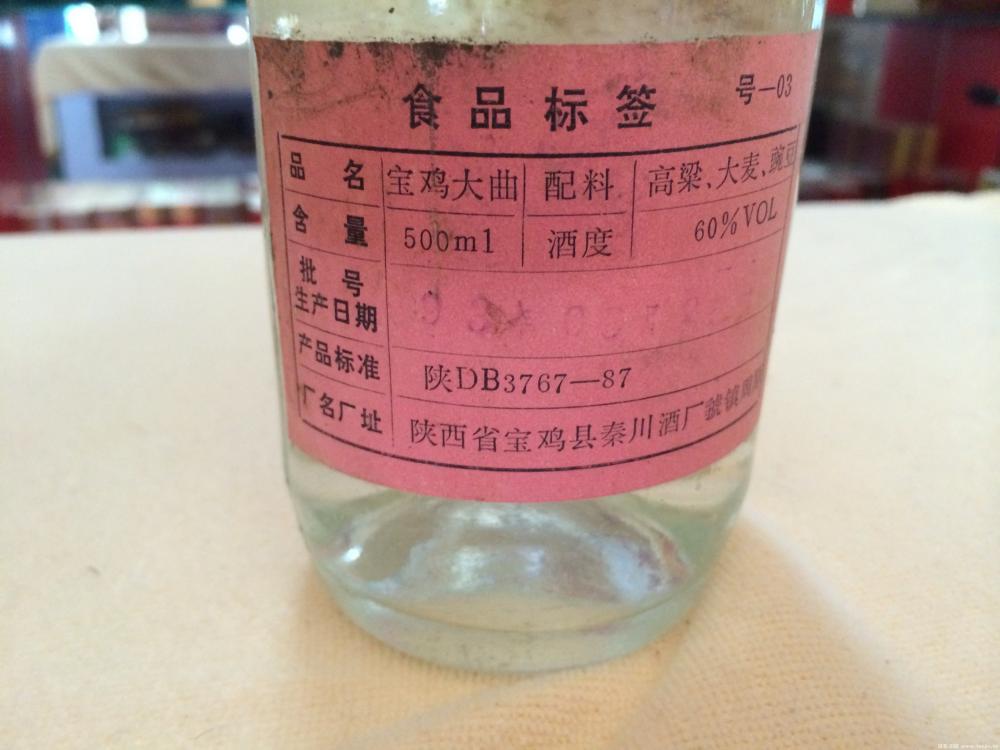 食品标签
号—03
品名 宝鸡大曲 配料 高梁、大麦、豌豆
含量 500ml 酒度 60%VOL
批号
生产日期
产品标准 陕DB3767—87
厂名厂址 陕西省宝鸡县秦川酒厂虢镇